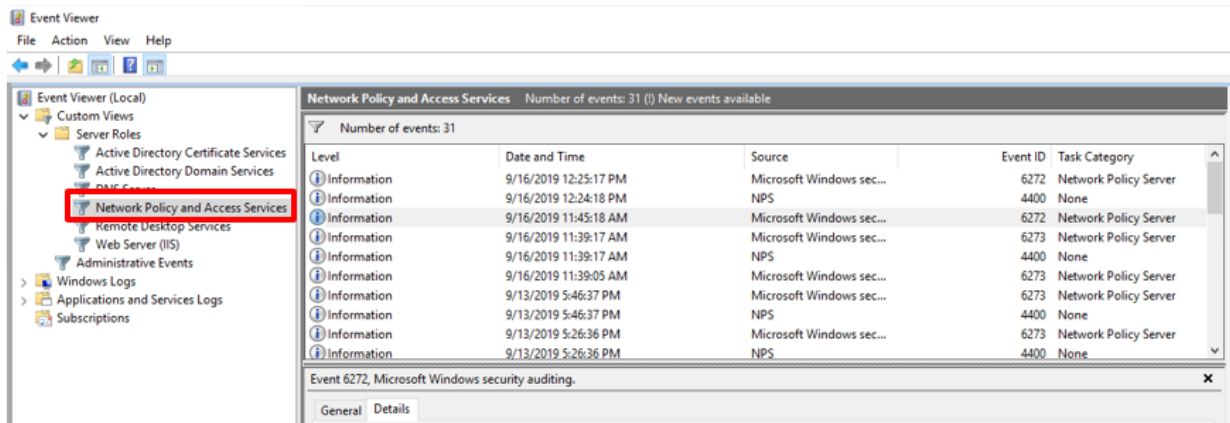 Event Viewer
File Action View Help
Event Viewer (Local)
Custom Views
Server Roles
Active Directory Certificate Services
Active Directory Domain Services
DNS Server
Network Policy and Access Services
Remote Desktop Services
Web Server (IIS)
Administrative Events
Windows Logs
Applications and Services Logs
Subscriptions
Network Policy and Access Services Number of events: 31 (!) New events available
Number of events: 31
Level Date and Time Source Event ID Task Category
Information 9/16/2019 12:25:17 PM Microsoft Windows sec... 6272 Network Policy Server
Information 9/16/2019 12:24:18 PM NPS 4400 None
Information 9/16/2019 11:45:18 AM Microsoft Windows sec... 6272 Network Policy Server
Information 9/16/2019 11:39:17 AM Microsoft Windows sec... 6273 Network Policy Server
Information 9/16/2019 11:39:17 AM NPS 4400 None
Information 9/16/2019 11:39:05 AM Microsoft Windows sec... 6273 Network Policy Server
Information 9/13/2019 5:46:37 PM Microsoft Windows sec... 6273 Network Policy Server
Information 9/13/2019 5:46:37 PM NPS 4400 None
Information 9/13/2019 5:26:36 PM Microsoft Windows sec... 6273 Network Policy Server
Information 9/13/2019 5:26:36 PM NPS 4400 None
Event 6272, Microsoft Windows security auditing.
General Details